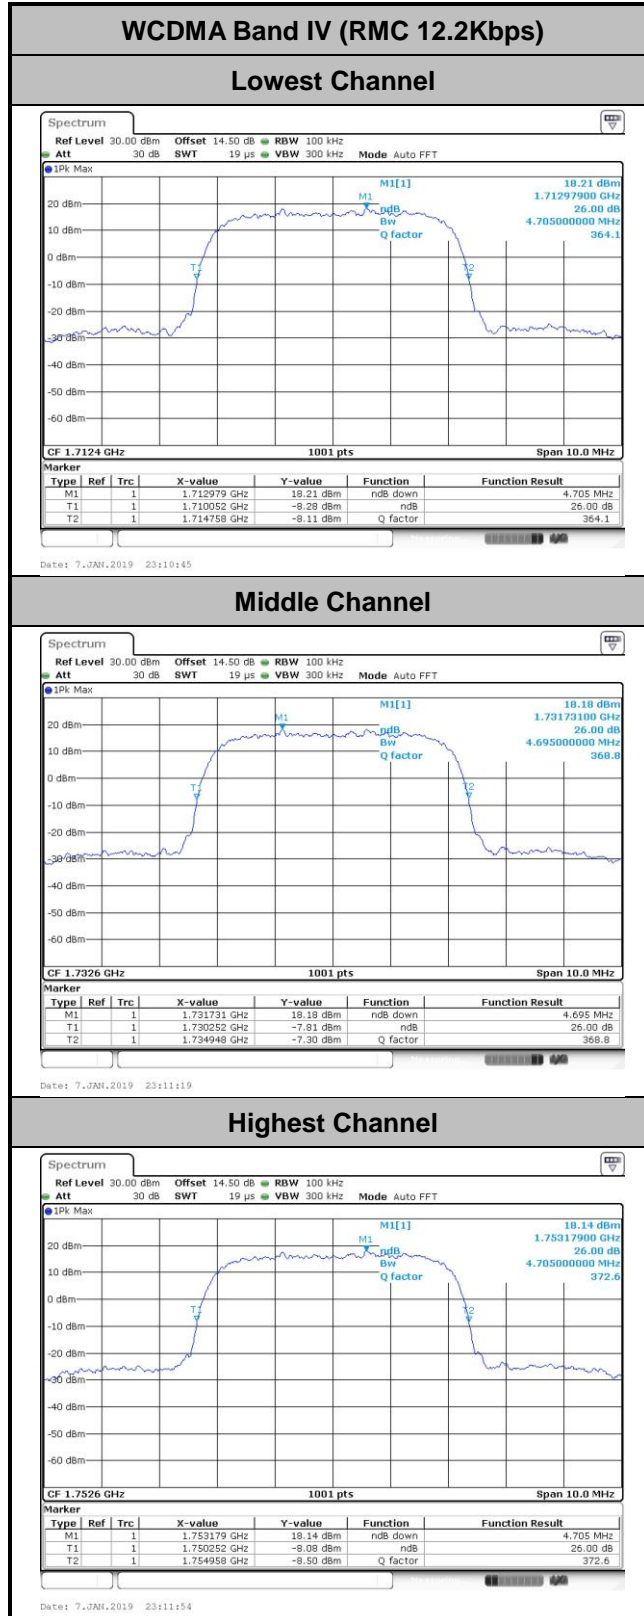 WCDMA Band IV (RMC 12.2Kbps)
Lowest Channel
Spectrum
Ref Level 30.00 dBm Offset 14.50 dB RBW 100 kHz
Att 30 dB SWT 19 µs VBW 300 kHz Mode Auto FFT
1Pk Max
M1[1] 18.21 dBm
M1 1.71297900 GHz
20 dBm ndB 26.00 dB
Bw 4.705000000 MHz
10 dBm Q factor 364.1
0 dBm
T1 T2
-10 dBm
-20 dBm
-30 dBm
-40 dBm
-50 dBm
-60 dBm
CF 1.7124 GHz 1001 pts Span 10.0 MHz
Marker
Type Ref Trc X-value Y-value Function Function Result
M1 1 1.712979 GHz 18.21 dBm ndB down 4.705 MHz
T1 1 1.710052 GHz -8.28 dBm ndB 26.00 dB
T2 1 1.714758 GHz -8.11 dBm Q factor 364.1
Date: 7.JAN.2019 23:10:45
Middle Channel
Spectrum
Ref Level 30.00 dBm Offset 14.50 dB RBW 100 kHz
Att 30 dB SWT 19 µs VBW 300 kHz Mode Auto FFT
1Pk Max
M1[1] 18.18 dBm
M1 1.73173100 GHz
20 dBm ndB 26.00 dB
Bw 4.695000000 MHz
10 dBm Q factor 368.8
0 dBm
T1 T2
-10 dBm
-20 dBm
-30 dBm
-40 dBm
-50 dBm
-60 dBm
CF 1.7326 GHz 1001 pts Span 10.0 MHz
Marker
Type Ref Trc X-value Y-value Function Function Result
M1 1 1.731731 GHz 18.18 dBm ndB down 4.695 MHz
T1 1 1.730252 GHz -7.81 dBm ndB 26.00 dB
T2 1 1.734948 GHz -7.30 dBm Q factor 368.8
Date: 7.JAN.2019 23:11:19
Highest Channel
Spectrum
Ref Level 30.00 dBm Offset 14.50 dB RBW 100 kHz
Att 30 dB SWT 19 µs VBW 300 kHz Mode Auto FFT
1Pk Max
M1[1] 18.14 dBm
M1 1.75317900 GHz
20 dBm ndB 26.00 dB
Bw 4.705000000 MHz
10 dBm Q factor 372.6
0 dBm
T1 T2
-10 dBm
-20 dBm
-30 dBm
-40 dBm
-50 dBm
-60 dBm
CF 1.7526 GHz 1001 pts Span 10.0 MHz
Marker
Type Ref Trc X-value Y-value Function Function Result
M1 1 1.753179 GHz 18.14 dBm ndB down 4.705 MHz
T1 1 1.750252 GHz -8.08 dBm ndB 26.00 dB
T2 1 1.754958 GHz -8.50 dBm Q factor 372.6
Date: 7.JAN.2019 23:11:54